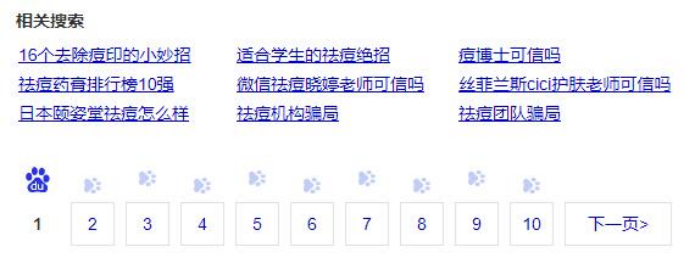 相关搜索
16个去除痘印的小妙招 适合学生的祛痘绝招 痘博士可信吗
祛痘药膏排行榜10强 微信祛痘晓婷老师可信吗 丝菲兰斯cici护肤老师可信吗
日本颐姿堂祛痘怎么样 祛痘机构骗局 祛痘团队骗局
du
1 2 3 4 5 6 7 8 9 10 下一页>